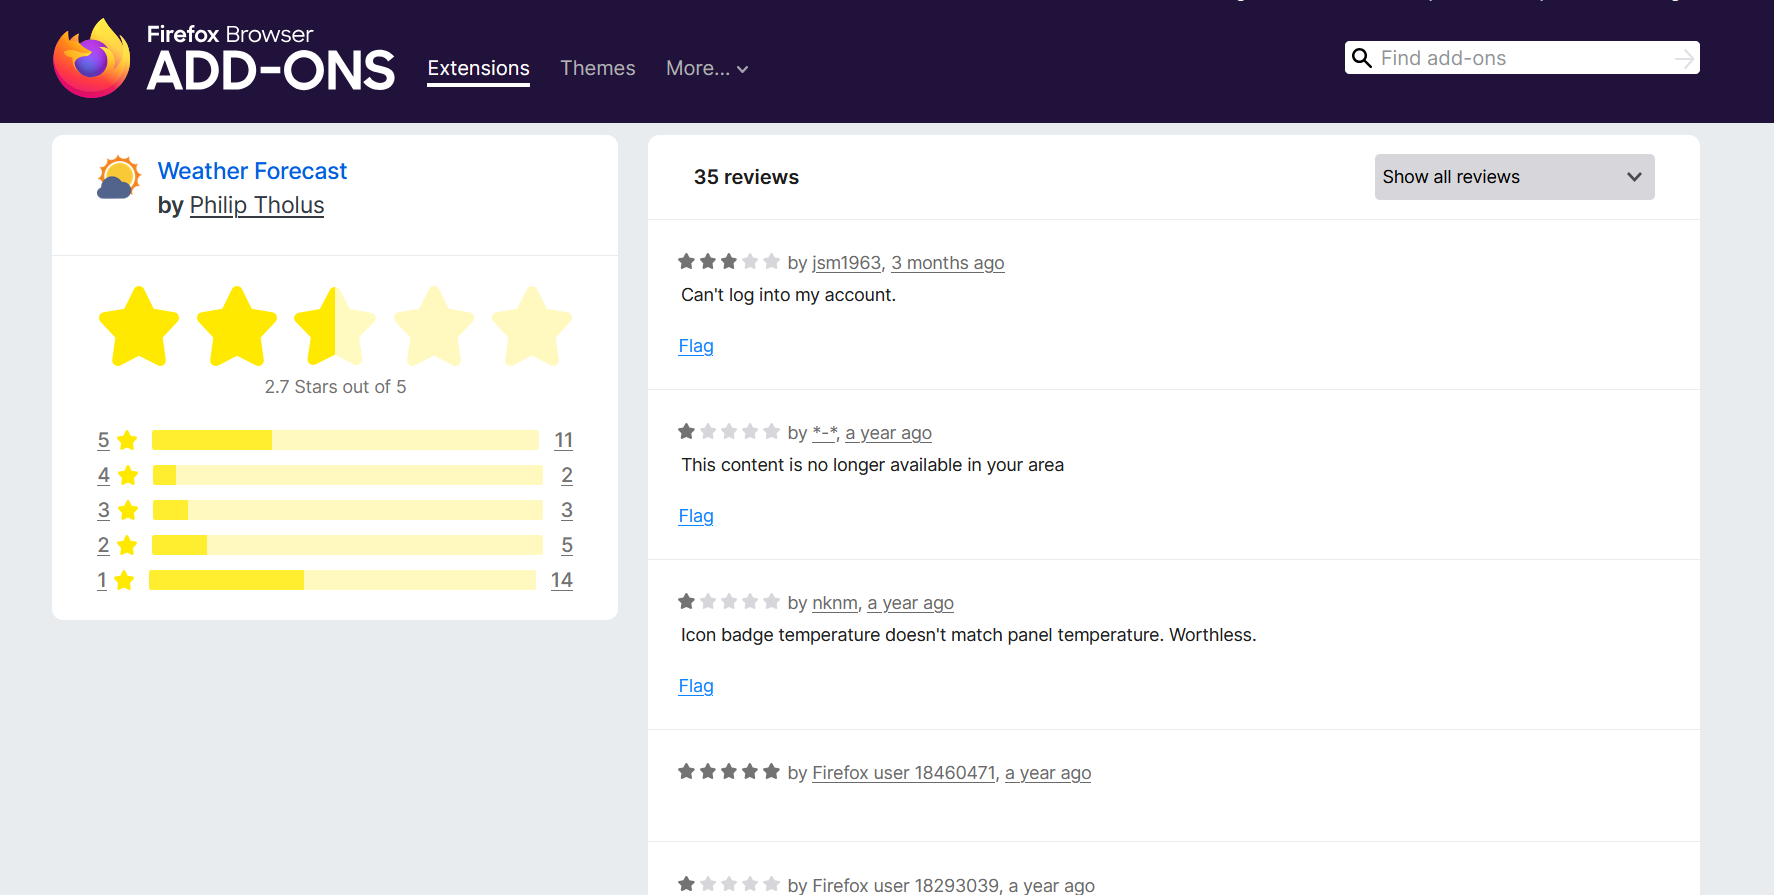 Firefox Browser
ADD-ONS
Extensions
Themes
More...
Find add-ons
Weather Forecast
by Philip Tholus
2.7 Stars out of 5
5 11
4 2
3 3
2 5
1 14
35 reviews
Show all reviews
by jsm1963, 3 months ago
Can't log into my account.
Flag
by *-*, a year ago
This content is no longer available in your area
Flag
by nknm, a year ago
Icon badge temperature doesn't match panel temperature. Worthless.
Flag
by Firefox user 18460471, a year ago
by Firefox user 18293039, a year ago